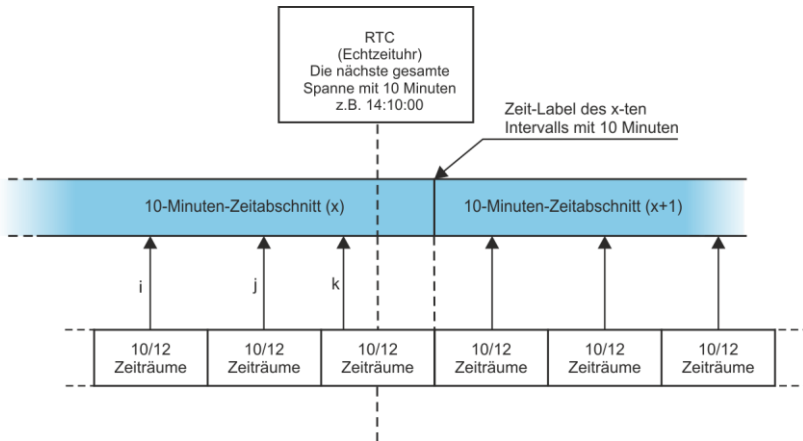 RTC
(Echtzeituhr)
Die nächste gesamte
Spanne mit 10 Minuten
z.B. 14:10:00
Zeit-Label des x-ten
Intervalls mit 10 Minuten
10-Minuten-Zeitabschnitt (x)
10-Minuten-Zeitabschnitt (x+1)
i
j
k
10/12
Zeiträume
10/12
Zeiträume
10/12
Zeiträume
10/12
Zeiträume
10/12
Zeiträume
10/12
Zeiträume